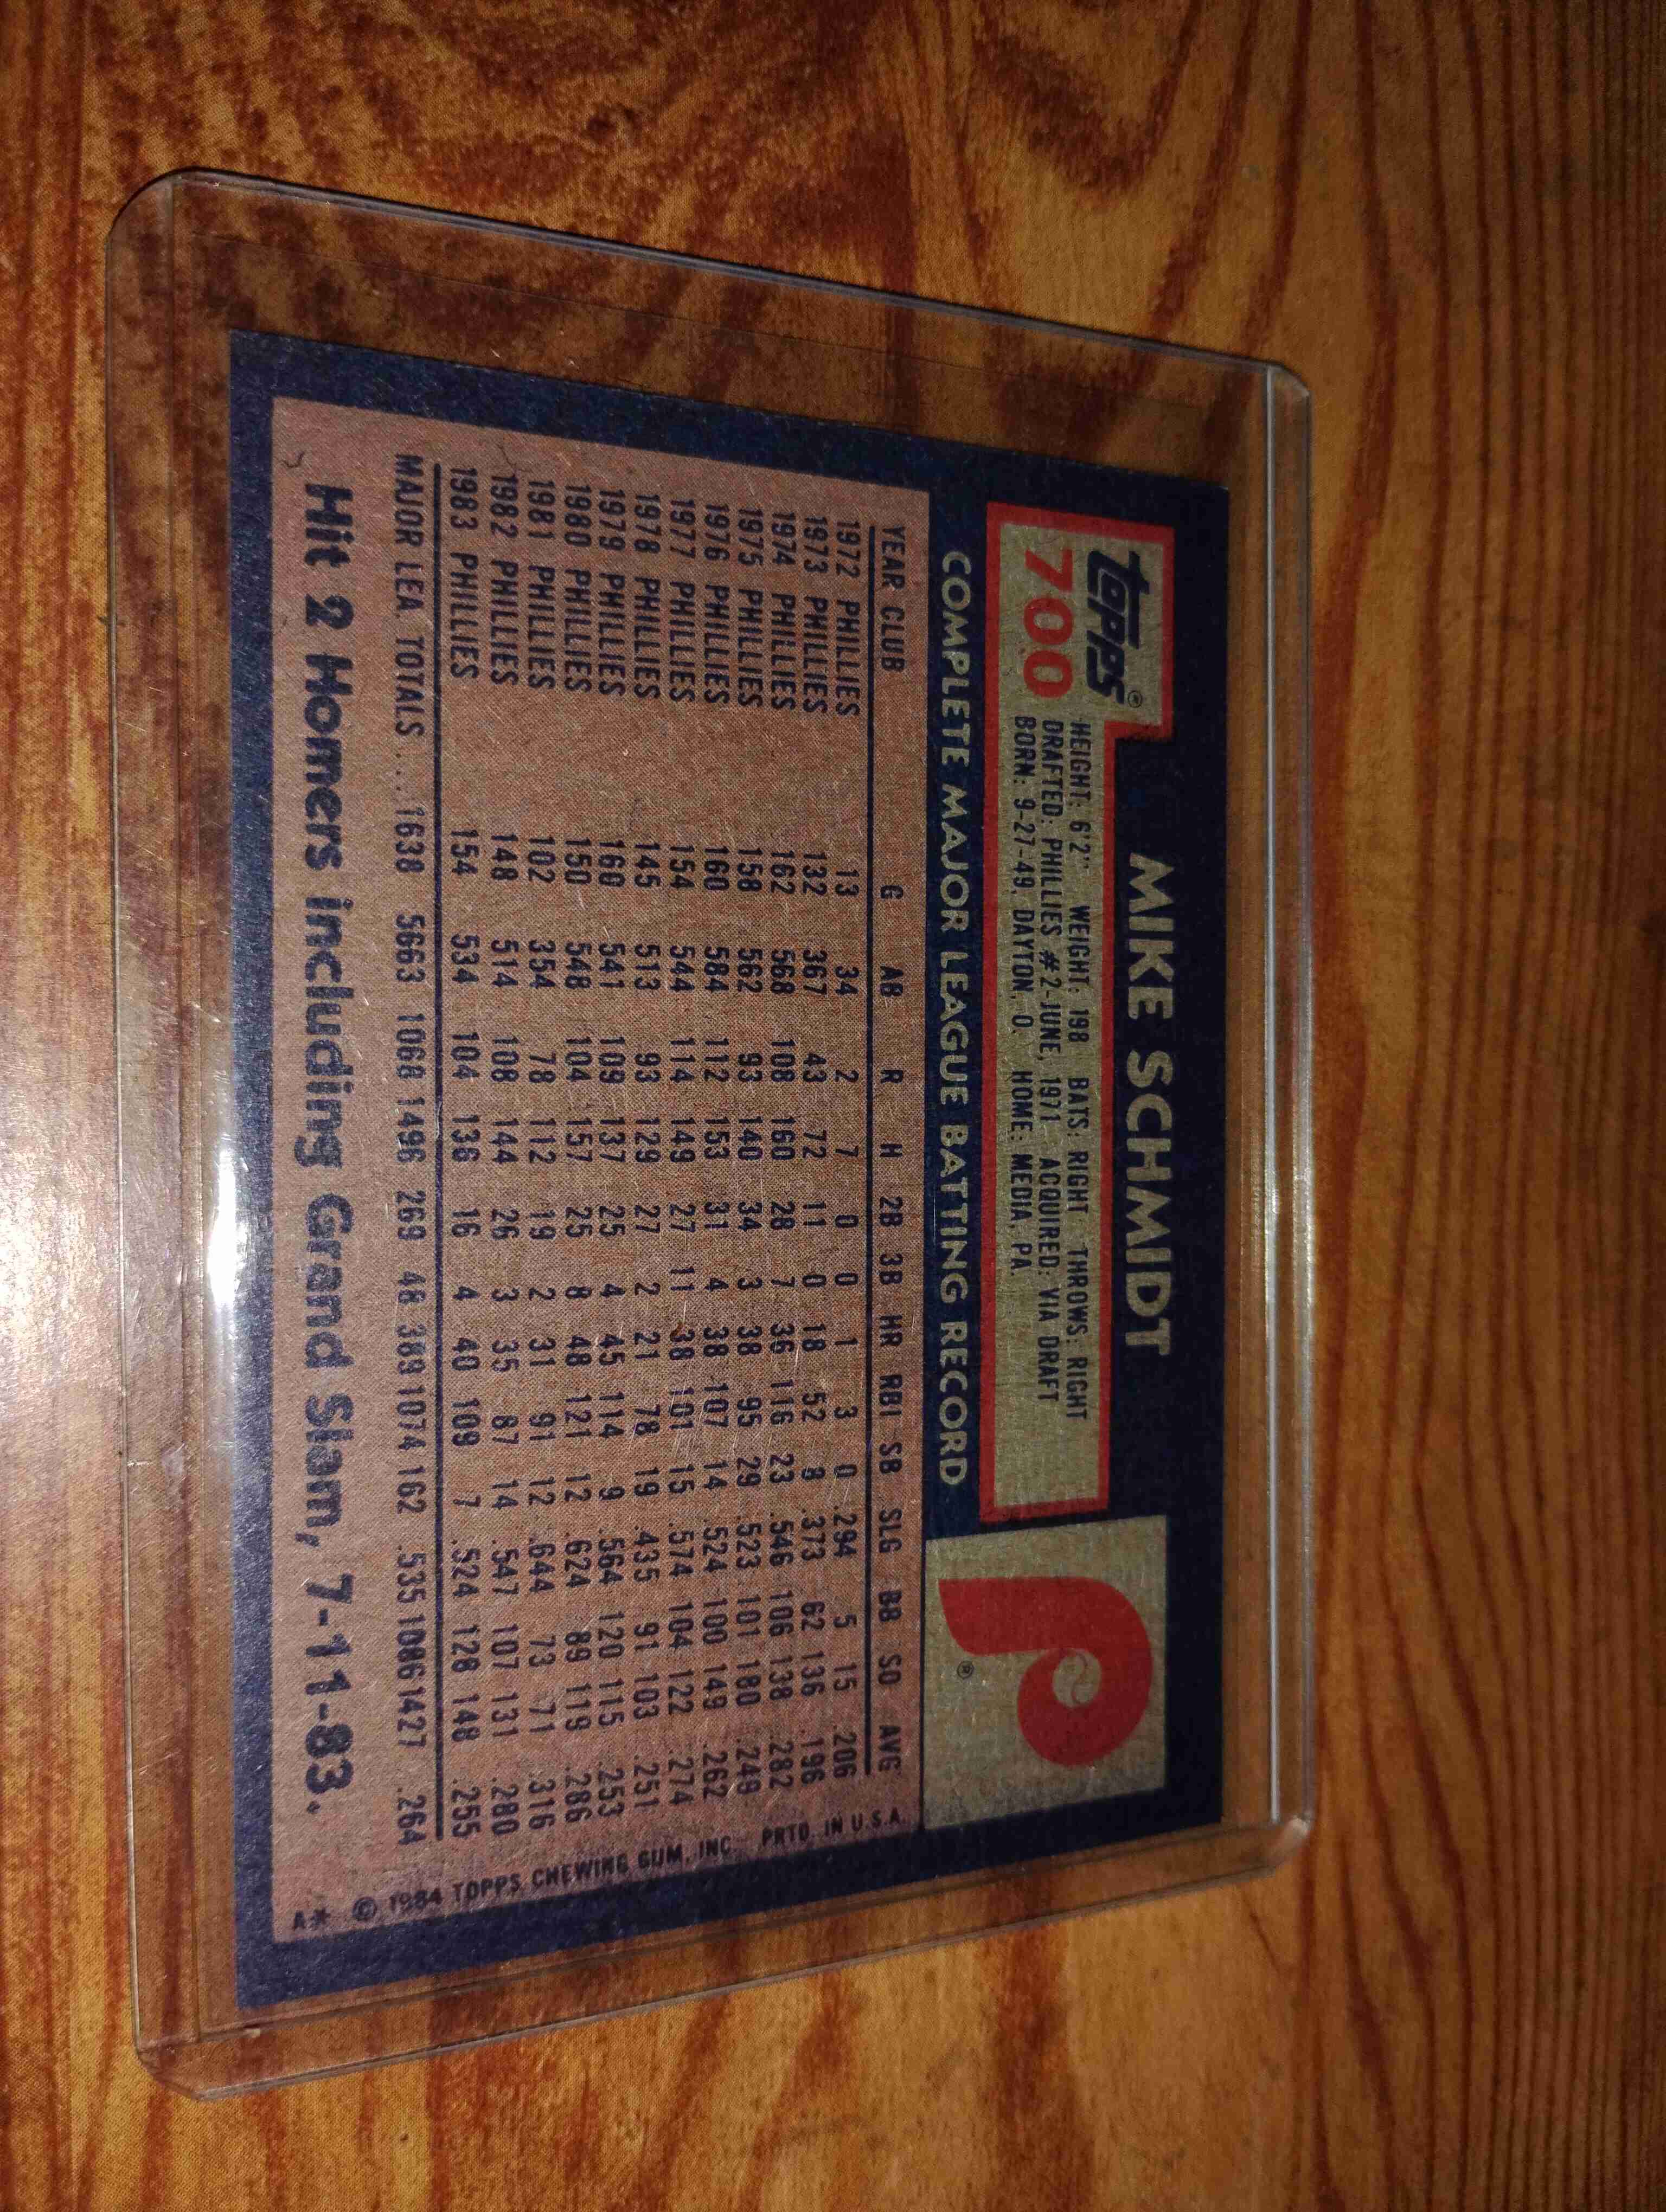 MIKE SCHMIDT
topps®
700
HEIGHT: 6'2" WEIGHT: 198 BATS: RIGHT THROWS: RIGHT
DRAFTED: PHILLIES #2-JUNE, 1971 ACQUIRED: VIA DRAFT
BORN: 9-27-49, DAYTON, O. HOME: MEDIA, PA.
P
®
COMPLETE MAJOR LEAGUE BATTING RECORD
YEAR CLUB G AB R H 2B 3B HR RBI SB SLG BB SO AVG
1972 PHILLIES 13 34 2 7 0 0 1 3 0 .294 5 15 .206
1973 PHILLIES 132 367 43 72 11 0 18 52 8 .373 62 136 .196
1974 PHILLIES 162 568 108 160 28 7 36 116 23 .546 106 138 .282
1975 PHILLIES 158 562 93 140 34 3 38 95 29 .523 101 180 .249
1976 PHILLIES 160 584 112 153 31 4 38 107 14 .524 100 149 .262
1977 PHILLIES 154 544 114 149 27 11 38 101 15 .574 104 122 .274
1978 PHILLIES 145 513 93 129 27 2 21 78 19 .435 91 103 .251
1979 PHILLIES 160 541 109 137 25 4 45 114 9 .564 120 115 .253
1980 PHILLIES 150 548 104 157 25 8 48 121 12 .624 89 119 .286
1981 PHILLIES 102 354 78 112 19 2 31 91 12 .644 73 71 .316
1982 PHILLIES 148 514 108 144 26 3 35 87 14 .547 107 131 .280
1983 PHILLIES 154 534 104 136 16 4 40 109 7 .524 128 148 .255
MAJOR LEA TOTALS ... 1638 5663 1068 1496 269 48 389 1074 162 .535 1086 1427 .264
Hit 2 Homers including Grand Slam, 7-11-83.
A* © 1984 TOPPS CHEWING GUM, INC. PRTD. IN U.S.A.